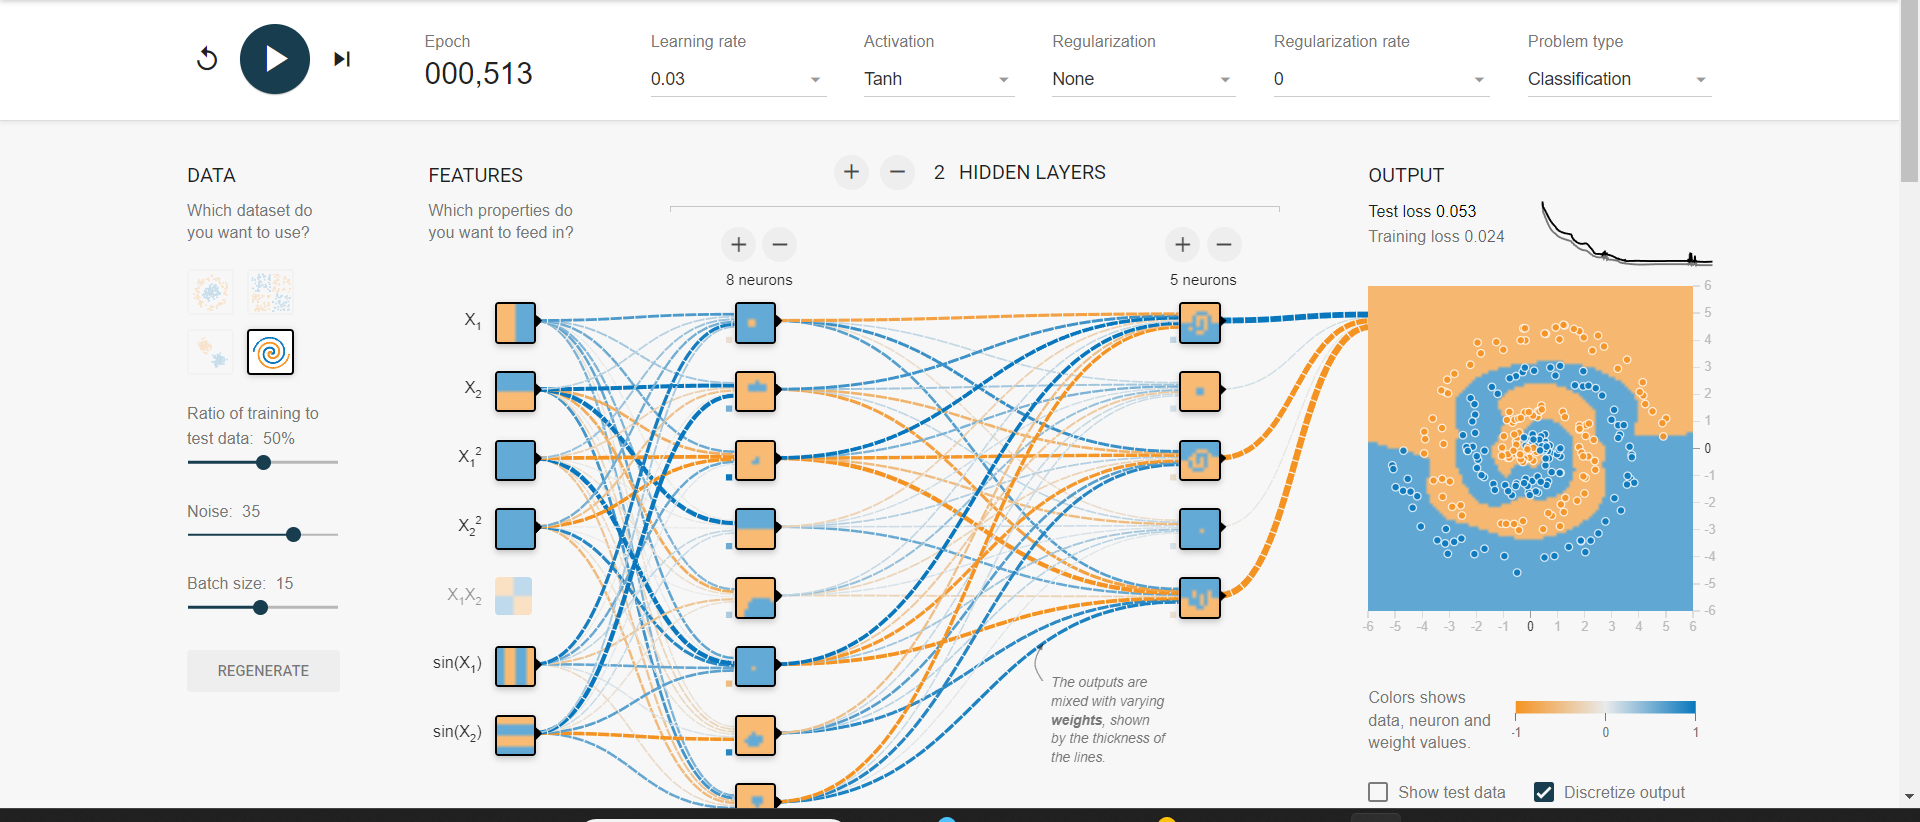 Epoch
000,513
Learning rate
0.03
Activation
Tanh
Regularization
None
Regularization rate
0
Problem type
Classification
DATA
Which dataset do
you want to use?
Ratio of training to
test data: 50%
Noise: 35
Batch size: 15
REGENERATE
FEATURES
Which properties do
you want to feed in?
X1
X2
X1²
X2²
X1X2
sin(X1)
sin(X2)
+ − 2 HIDDEN LAYERS
+ −
8 neurons
+ −
5 neurons
The outputs are
mixed with varying
weights, shown
by the thickness of
the lines.
OUTPUT
Test loss 0.053
Training loss 0.024
6
5
4
3
2
1
0
-1
-2
-3
-4
-5
-6
-6 -5 -4 -3 -2 -1 0 1 2 3 4 5 6
Colors shows
data, neuron and
weight values.
-1 0 1
Show test data
Discretize output